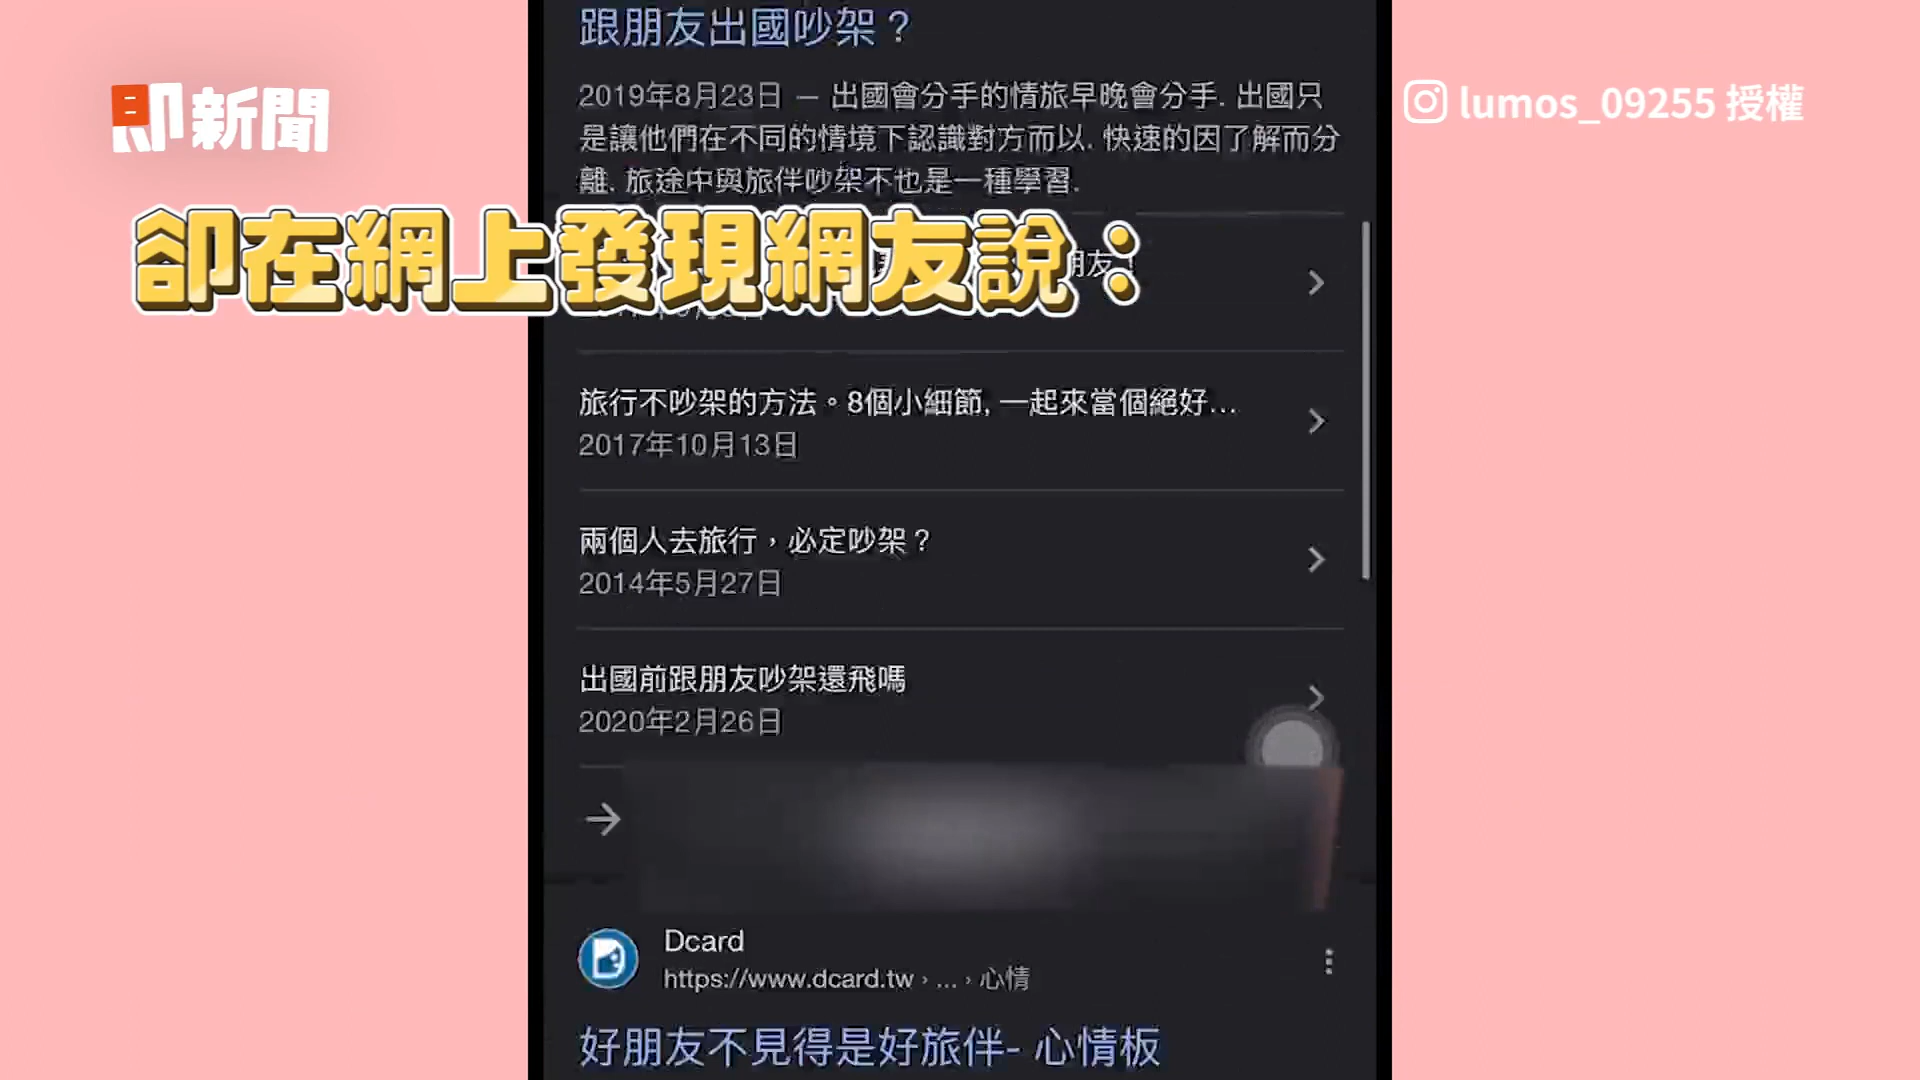 跟朋友出國吵架？
即新聞
lumos_09255 授權
2019年8月23日 — 出國會分手的情旅早晚會分手. 出國只
是讓他們在不同的情境下認識對方而以. 快速的因了解而分
離. 旅途中與旅伴吵架不也是一種學習.
卻在網上發現網友說：
朋友！
旅行不吵架的方法。8個小細節, 一起來當個絕好...
2017年10月13日
兩個人去旅行，必定吵架？
2014年5月27日
出國前跟朋友吵架還飛嗎
2020年2月26日
Dcard
https://www.dcard.tw › ... › 心情
好朋友不見得是好旅伴- 心情板